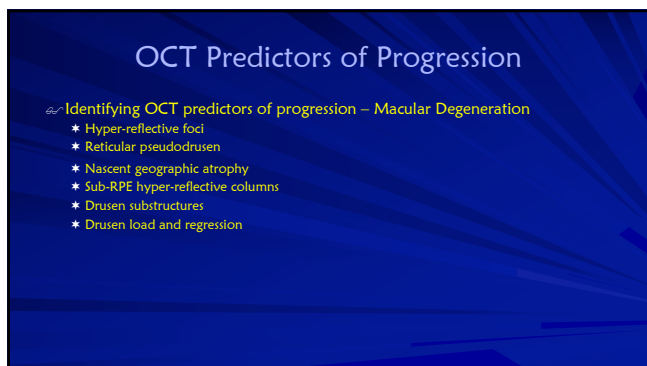 OCT Predictors of Progression
Identifying OCT predictors of progression – Macular Degeneration
Hyper-reflective foci
Reticular pseudodrusen
Nascent geographic atrophy
Sub-RPE hyper-reflective columns
Drusen substructures
Drusen load and regression